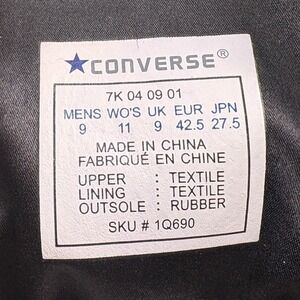 ★CONVERSE®
7K 04 09 01
MENS WO'S UK EUR JPN
9 11 9 42.5 27.5
MADE IN CHINA
FABRIQUÉ EN CHINE
UPPER : TEXTILE
LINING : TEXTILE
OUTSOLE : RUBBER
SKU # 1Q690